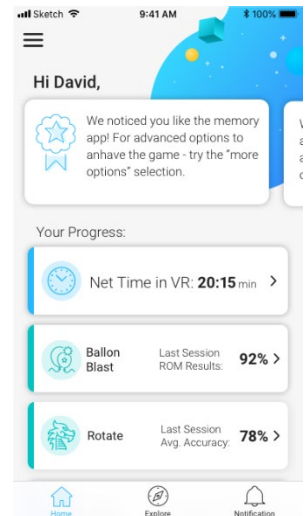 Sketch 9:41 AM 100%
Hi David,
We noticed you like the memory
app! For advanced options to
anhave the game - try the "more
options" selection.
Your Progress:
Net Time in VR: 20:15 min >
Ballon
Blast
Last Session
ROM Results:
92% >
Rotate
Last Session
Avg. Accuracy:
78% >
Home Explore Notification